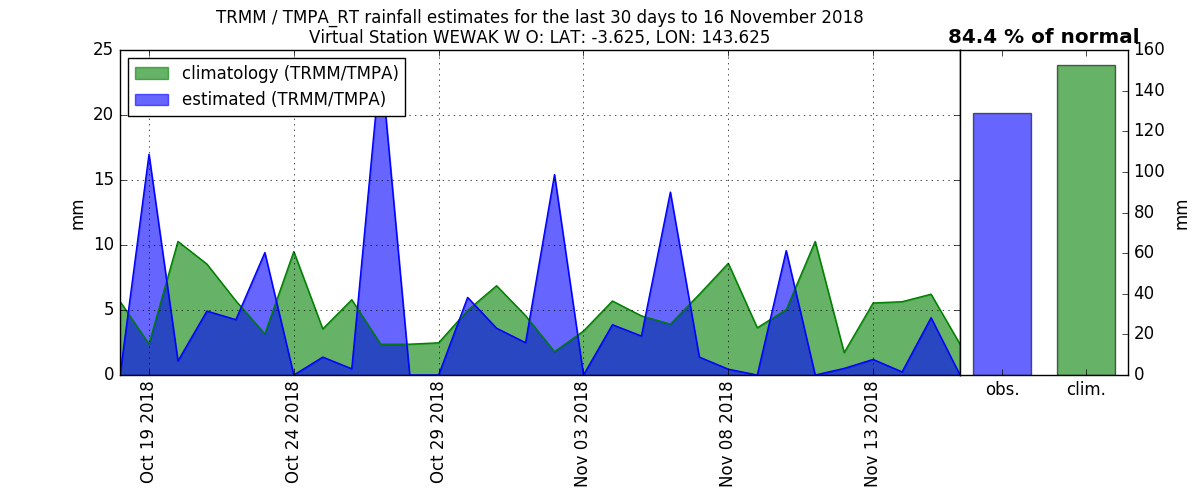 TRMM / TMPA_RT rainfall estimates for the last 30 days to 16 November 2018
Virtual Station WEWAK W O: LAT: -3.625, LON: 143.625
84.4 % of normal
climatology (TRMM/TMPA)
estimated (TRMM/TMPA)
25
20
15
10
5
0
mm
Oct 19 2018
Oct 24 2018
Oct 29 2018
Nov 03 2018
Nov 08 2018
Nov 13 2018
160
140
120
100
80
60
40
20
0
mm
obs.
clim.